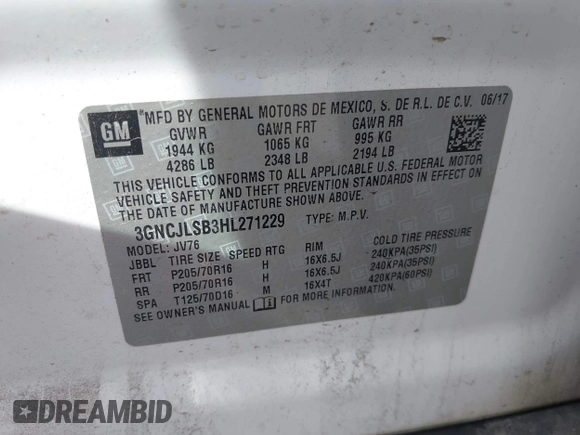 GM
MFD BY GENERAL MOTORS DE MEXICO, S. DE R.L. DE C.V. 06/17
GVWR GAWR FRT GAWR RR
1944 KG 1065 KG 995 KG
4286 LB 2348 LB 2194 LB
THIS VEHICLE CONFORMS TO ALL APPLICABLE U.S. FEDERAL MOTOR
VEHICLE SAFETY AND THEFT PREVENTION STANDARDS IN EFFECT ON
THE DATE OF MANUFACTURE SHOWN ABOVE.
3GNCJLSB3HL271229 TYPE: M.P.V.
MODEL: JV76
JBBL TIRE SIZE SPEED RTG RIM COLD TIRE PRESSURE
FRT P205/70R16 H 16X6.5J 240KPA(35PSI)
RR P205/70R16 H 16X6.5J 240KPA(35PSI)
SPA T125/70D16 M 16X4T 420KPA(60PSI)
SEE OWNER'S MANUAL FOR MORE INFORMATION.
DREAMBID